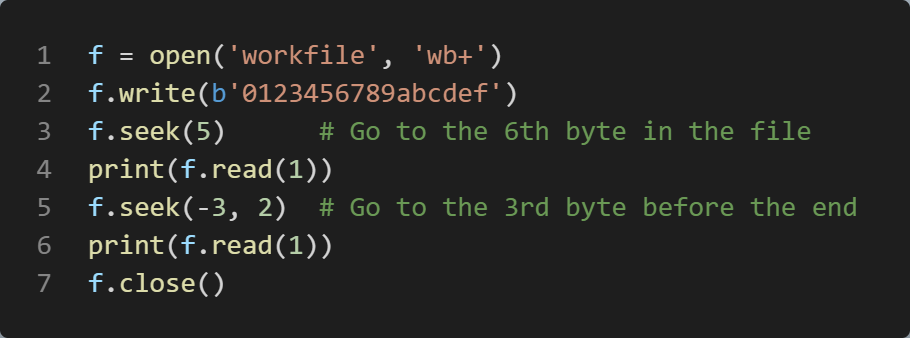 1 f = open('workfile', 'wb+')
2 f.write(b'0123456789abcdef')
3 f.seek(5)      # Go to the 6th byte in the file
4 print(f.read(1))
5 f.seek(-3, 2)  # Go to the 3rd byte before the end
6 print(f.read(1))
7 f.close()